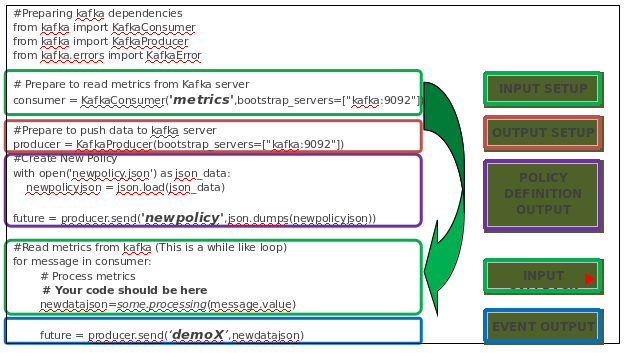 #Preparing kafka dependencies
from kafka import KafkaConsumer
from kafka import KafkaProducer
from kafka.errors import KafkaError
# Prepare to read metrics from Kafka server
consumer = KafkaConsumer('metrics',bootstrap_servers=["kafka:9092"])
#Prepare to push data to kafka server
producer = KafkaProducer(bootstrap_servers=["kafka:9092"])
#Create New Policy
with open('newpolicy.json') as json_data:
newpolicyjson = json.load(json_data)
future = producer.send('newpolicy',json.dumps(newpolicyjson))
#Read metrics from kafka (This is a while like loop)
for message in consumer:
# Process metrics
# Your code should be here
newdatajson=some.processing(message.value)
future = producer.send('demoX',newdatajson)
INPUT SETUP
OUTPUT SETUP
POLICY
DEFINITION
OUTPUT
INPUT
EVENT OUTPUT